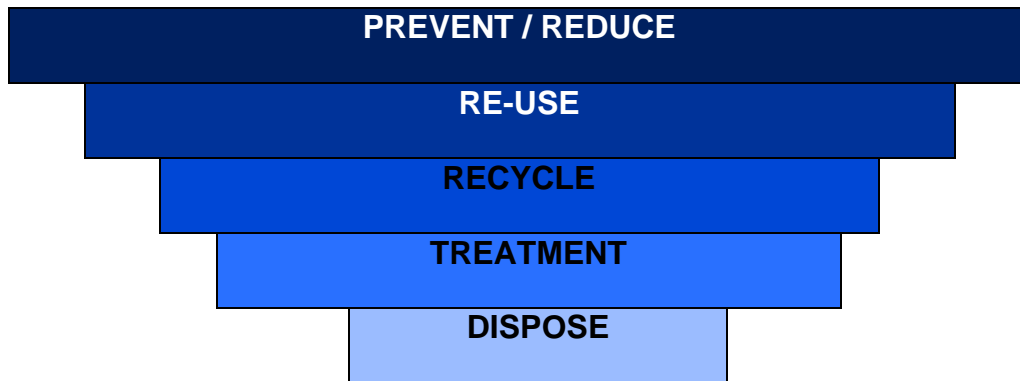 PREVENT / REDUCE
RE-USE
RECYCLE
TREATMENT
DISPOSE